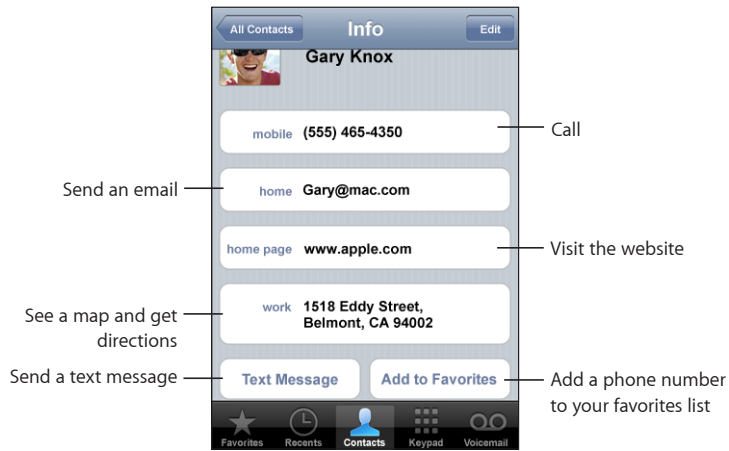 All Contacts
Info
Edit
Gary Knox
mobile (555) 465-4350
Call
Send an email
home Gary@mac.com
home page www.apple.com
Visit the website
See a map and get
directions
work 1518 Eddy Street,
Belmont, CA 94002
Send a text message
Text Message
Add to Favorites
Add a phone number
to your favorites list
Favorites
Recents
Contacts
Keypad
Voicemail